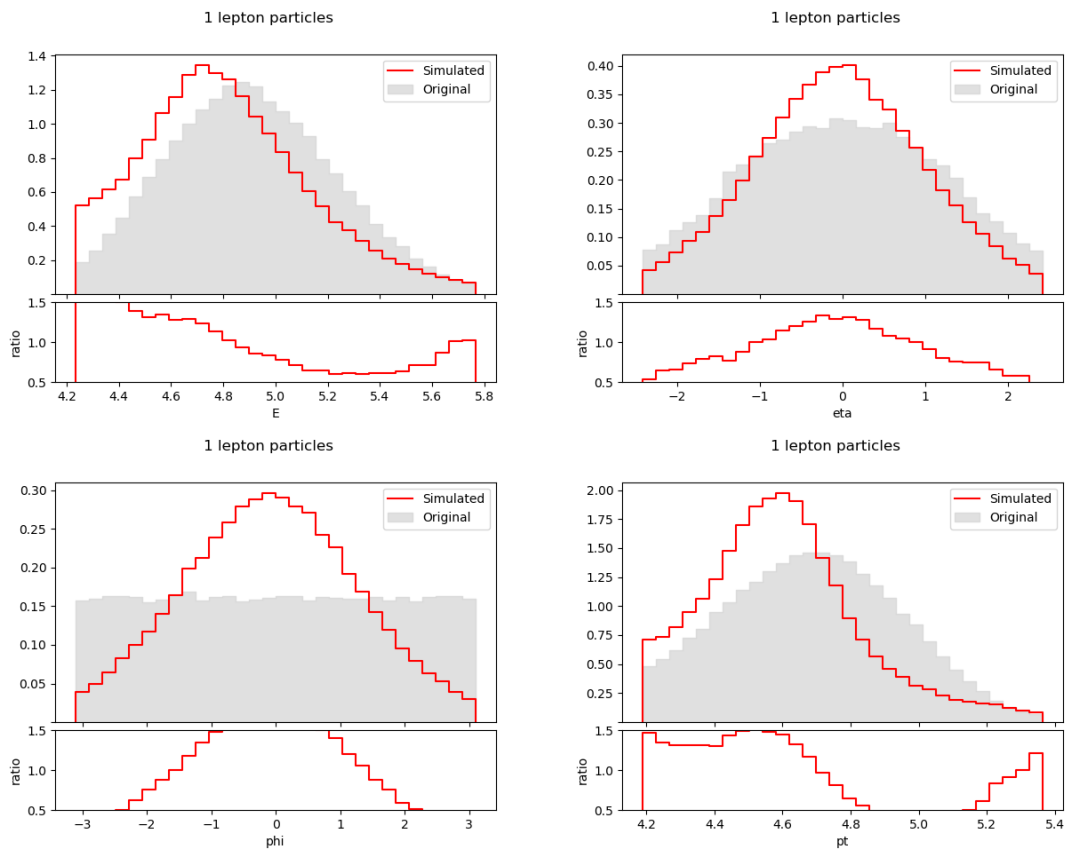 1 lepton particles
1.4
1.2
1.0
0.8
0.6
0.4
0.2
Simulated
Original
1.5
1.0
0.5
ratio
4.2 4.4 4.6 4.8 5.0 5.2 5.4 5.6 5.8
E
1 lepton particles
0.40
0.35
0.30
0.25
0.20
0.15
0.10
0.05
Simulated
Original
1.5
1.0
0.5
ratio
−2 −1 0 1 2
eta
1 lepton particles
0.30
0.25
0.20
0.15
0.10
0.05
Simulated
Original
1.5
1.0
0.5
ratio
−3 −2 −1 0 1 2 3
phi
1 lepton particles
2.00
1.75
1.50
1.25
1.00
0.75
0.50
0.25
Simulated
Original
1.5
1.0
0.5
ratio
4.2 4.4 4.6 4.8 5.0 5.2 5.4
pt